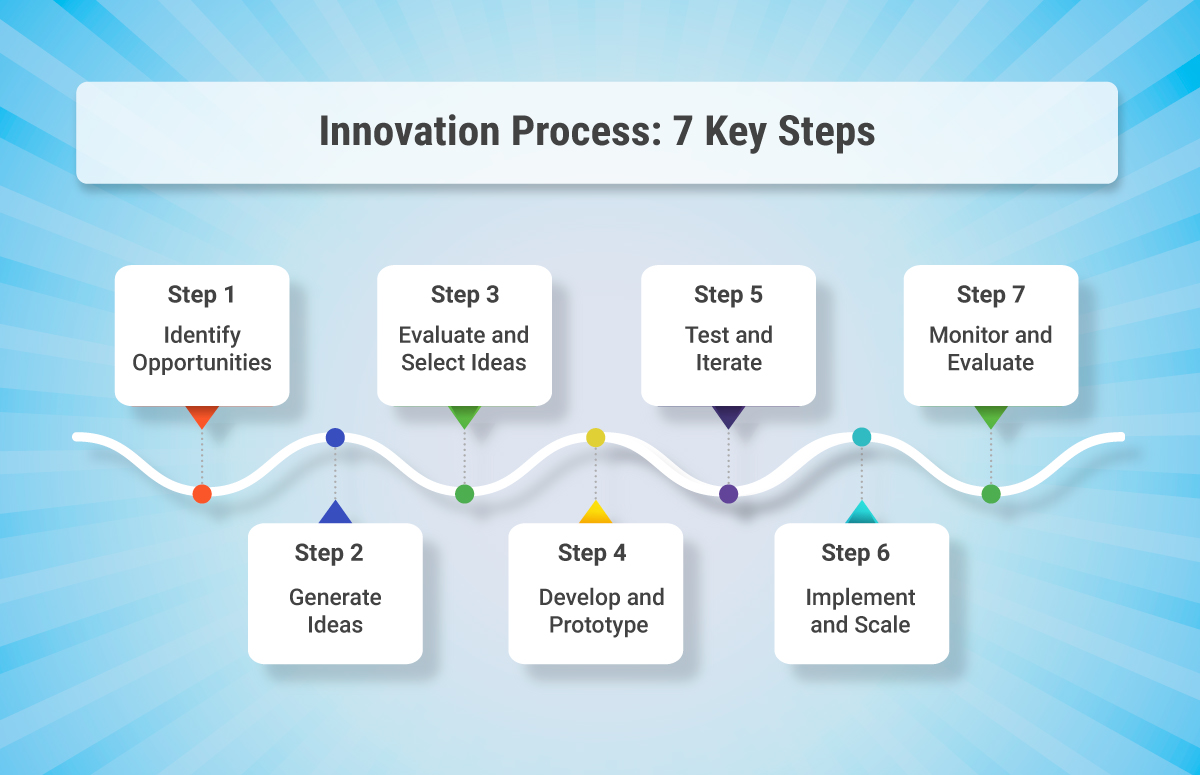 Innovation Process: 7 Key Steps
Step 1
Identify
Opportunities
Step 2
Generate
Ideas
Step 3
Evaluate and
Select Ideas
Step 4
Develop and
Prototype
Step 5
Test and
Iterate
Step 6
Implement
and Scale
Step 7
Monitor and
Evaluate